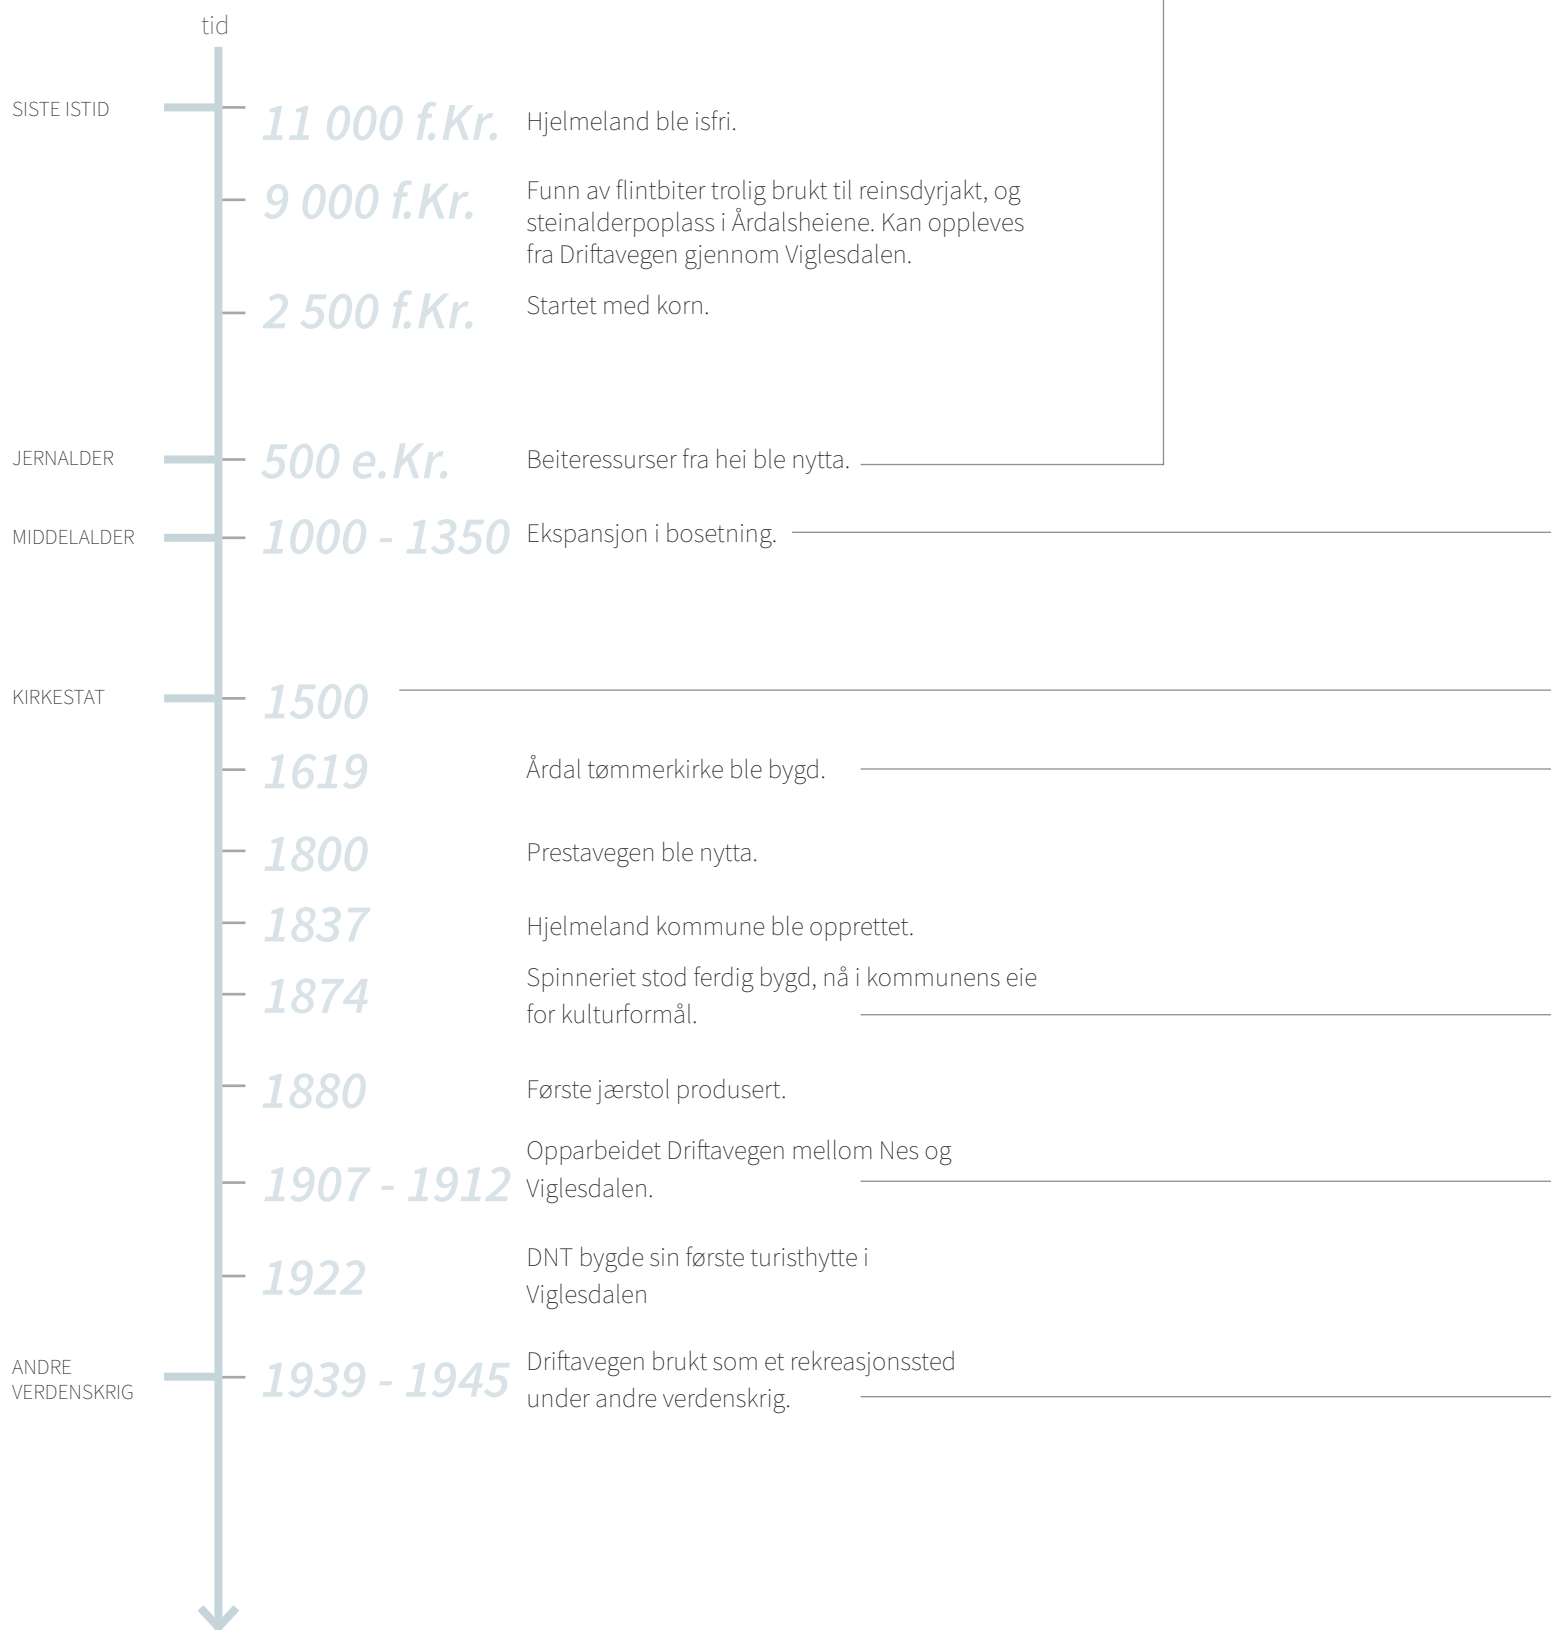 tid
SISTE ISTID
11 000 f.Kr.
Hjelmeland ble isfri.
9 000 f.Kr.
Funn av flintbiter trolig brukt til reinsdyrjakt, og
steinalderpoplass i Årdalsheiene. Kan oppleves
fra Driftavegen gjennom Viglesdalen.
2 500 f.Kr.
Startet med korn.
JERNALDER
500 e.Kr.
Beiteressurser fra hei ble nytta.
MIDDELALDER
1000 - 1350
Ekspansjon i bosetning.
KIRKESTAT
1500
1619
Årdal tømmerkirke ble bygd.
1800
Prestavegen ble nytta.
1837
Hjelmeland kommune ble opprettet.
1874
Spinneriet stod ferdig bygd, nå i kommunens eie
for kulturformål.
1880
Første jærstol produsert.
1907 - 1912
Opparbeidet Driftavegen mellom Nes og
Viglesdalen.
1922
DNT bygde sin første turisthytte i
Viglesdalen
ANDRE
VERDENSKRIG
1939 - 1945
Driftavegen brukt som et rekreasjonssted
under andre verdenskrig.